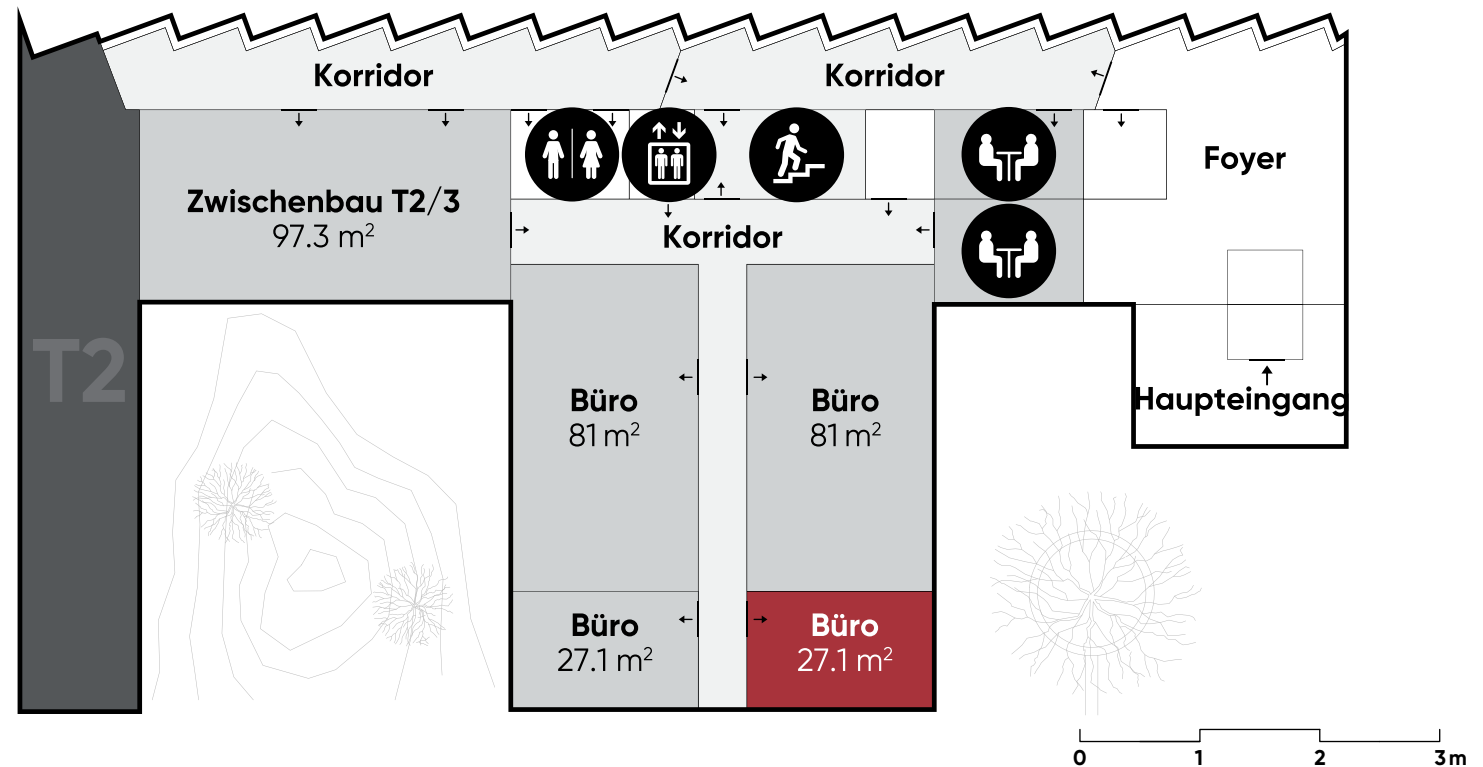 Korridor
Korridor
Foyer
Zwischenbau T2/3
97.3 m²
Korridor
T2
Büro
81 m²
Büro
81 m²
Haupteingang
Büro
27.1 m²
Büro
27.1 m²
0 1 2 3 m